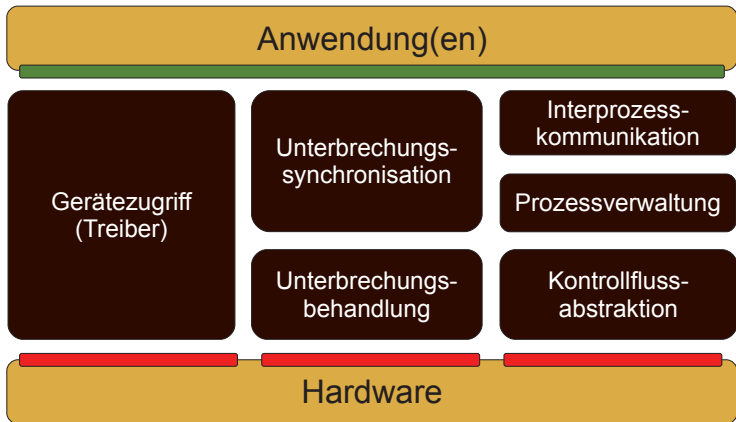 Anwendung(en)
Gerätezugriff
(Treiber)
Unterbrechungs-
synchronisation
Unterbrechungs-
behandlung
Interprozess-
kommunikation
Prozessverwaltung
Kontrollfluss-
abstraktion
Hardware